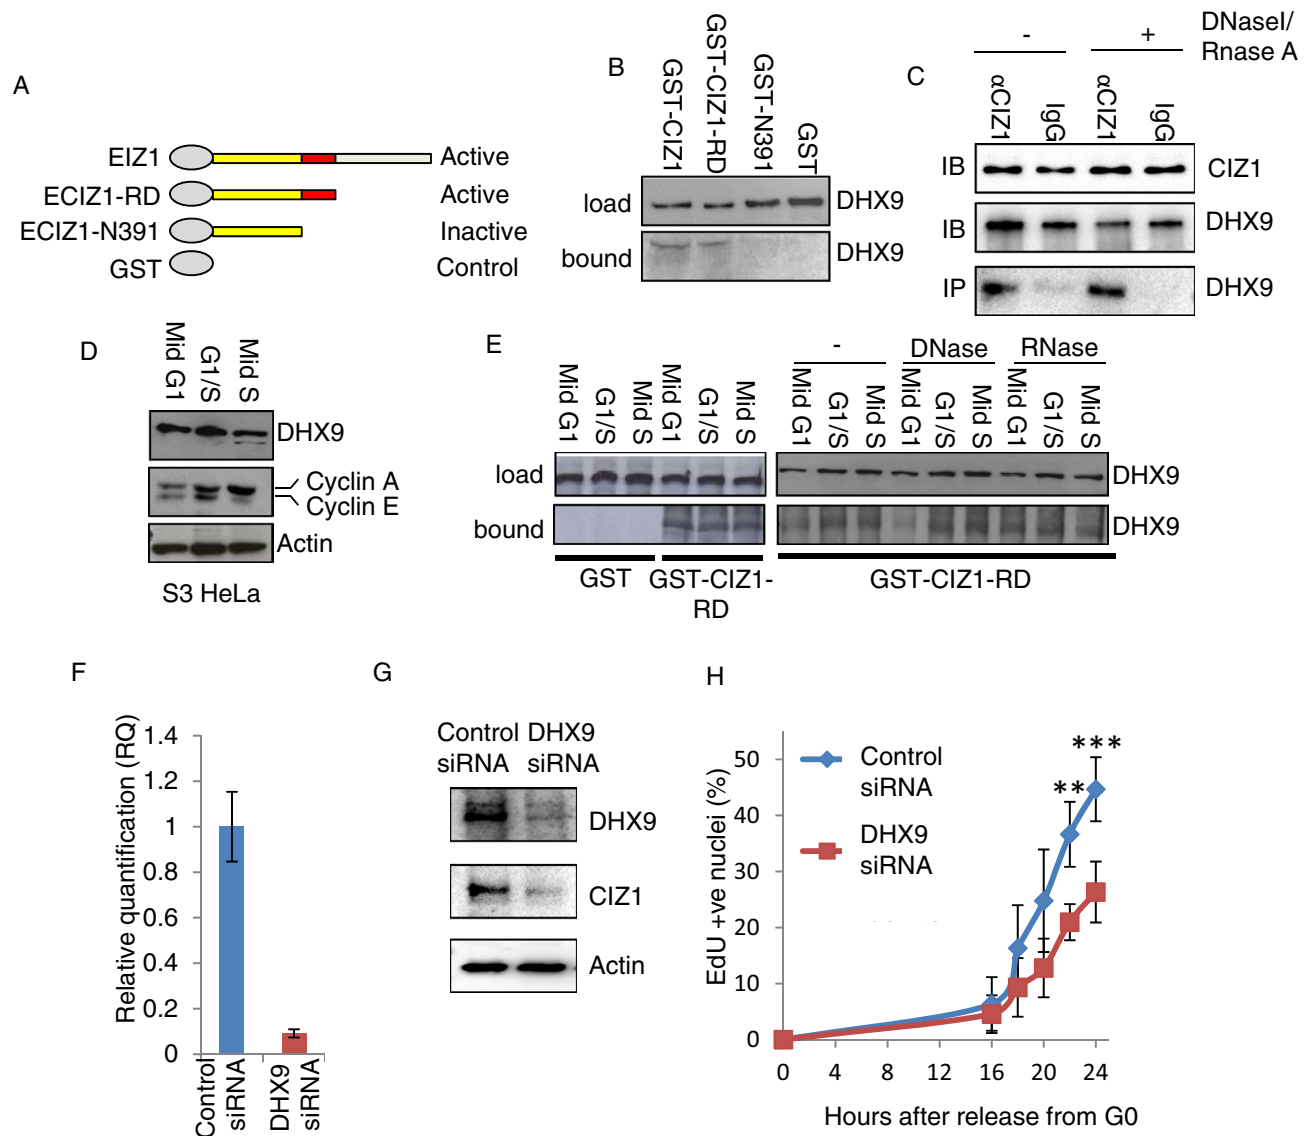 A
EIZ1 Active
ECIZ1-RD Active
ECIZ1-N391 Inactive
GST Control
B
GST-CIZ1
GST-CIZ1-RD
GST-N391
GST
load DHX9
bound DHX9
C
- + DNaseI/
Rnase A
αCIZ1 IgG αCIZ1 IgG
IB CIZ1
IB DHX9
IP DHX9
D
Mid G1
G1/S
Mid S
DHX9
Cyclin A
Cyclin E
Actin
S3 HeLa
E
- DNase RNase
Mid G1 G1/S Mid S Mid G1 G1/S Mid S Mid G1 G1/S Mid S Mid G1 G1/S Mid S Mid G1 G1/S Mid S
load DHX9
bound DHX9
GST GST-CIZ1-
RD
GST-CIZ1-RD
F
Relative quantification (RQ)
1.4
1.2
1
0.8
0.6
0.4
0.2
0
Control
siRNA
DHX9
siRNA
G
Control DHX9
siRNA siRNA
DHX9
CIZ1
Actin
H
EdU +ve nuclei (%)
50
40
30
20
10
0
Control
siRNA
DHX9
siRNA
**
***
0 4 8 12 16 20 24
Hours after release from G0